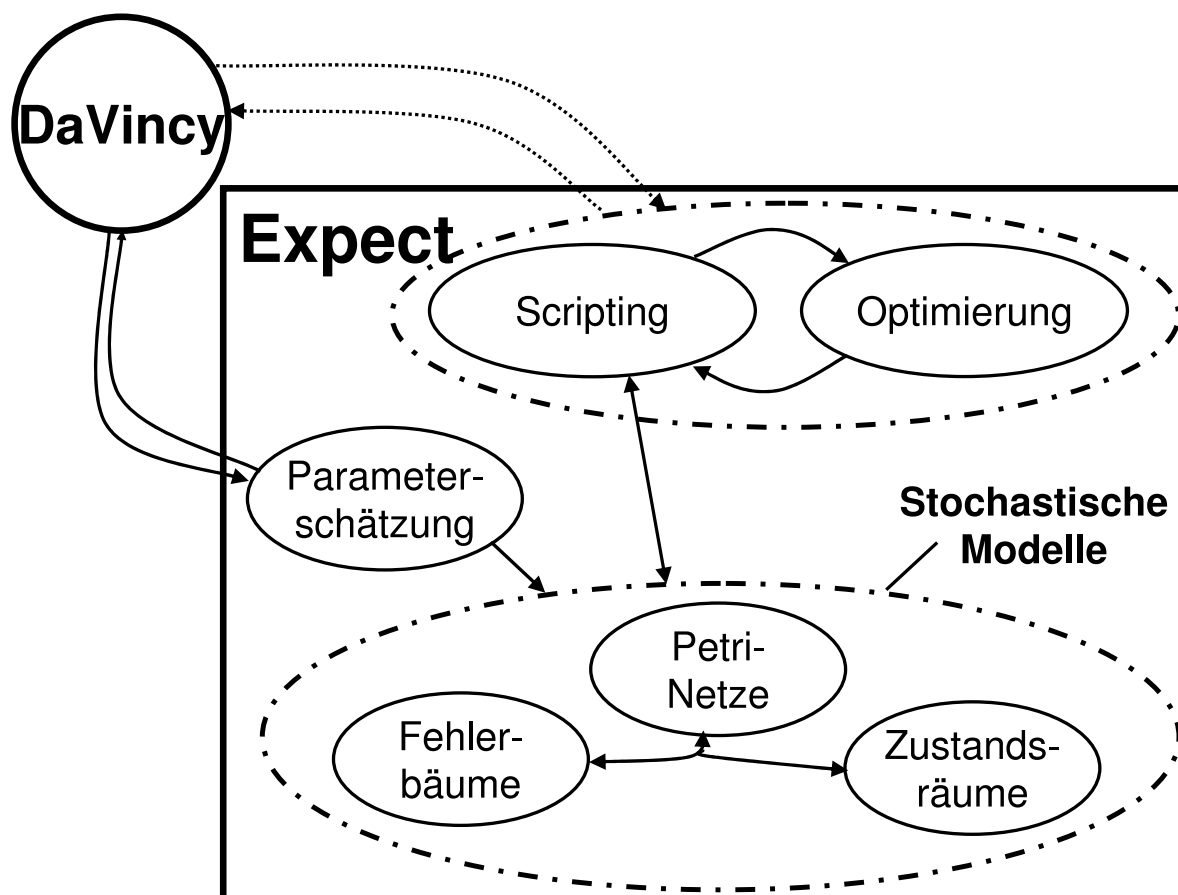 DaVincy
Expect
Scripting
Optimierung
Parameter-
schätzung
Stochastische
Modelle
Petri-
Netze
Fehler-
bäume
Zustands-
räume